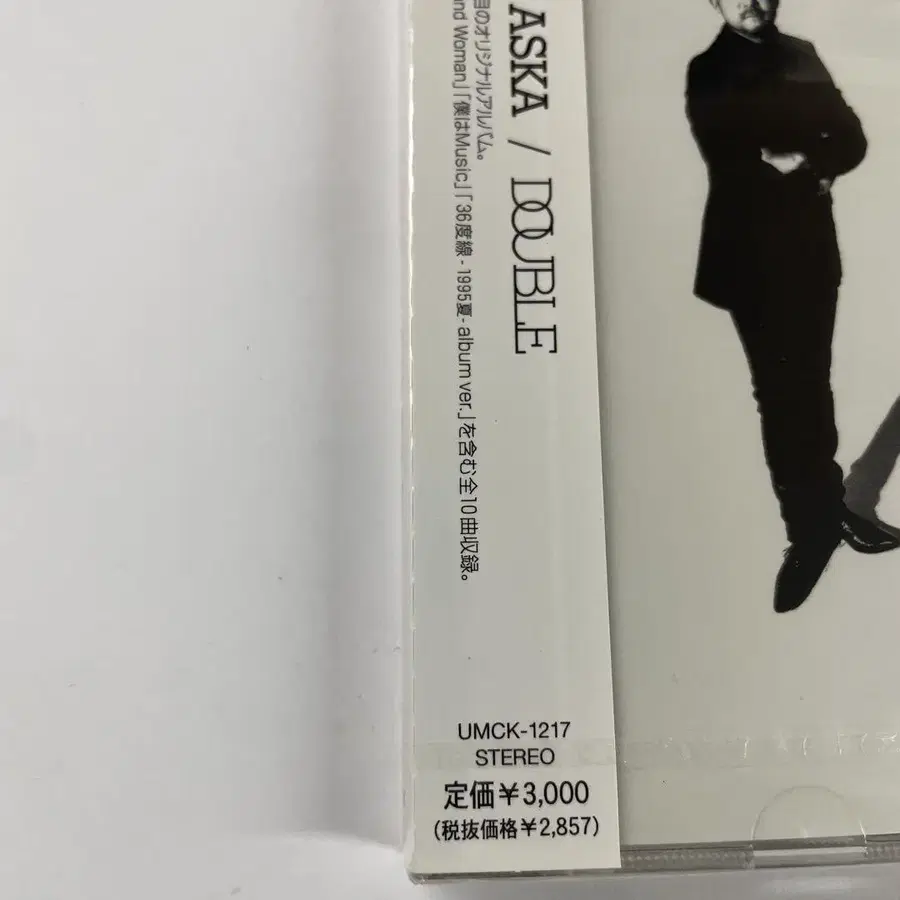 ASKA / DOUBLE
目のオリジナルアルバム。
and Woman」「僕はMusic」「36度線 - 1995夏 - album ver.」を含む全10曲収録。
UMCK-1217
STEREO
定価¥3,000
(税抜価格¥2,857)